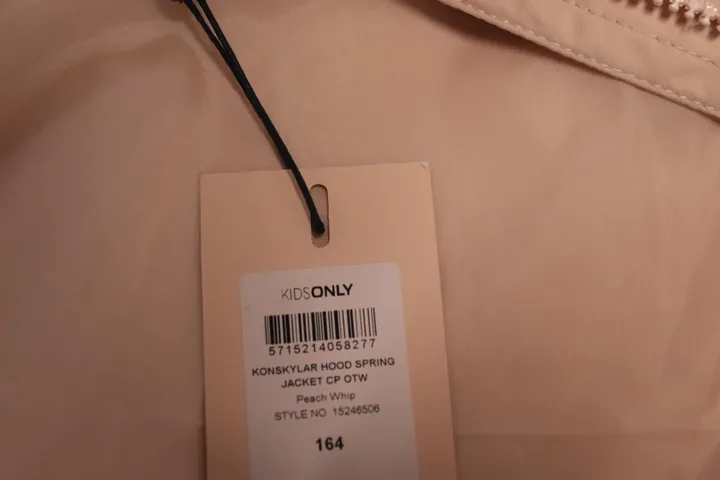 KIDSONLY
5715214058277
KONSKYLAR HOOD SPRING
JACKET CP OTW
Peach Whip
STYLE NO. 15246506
164